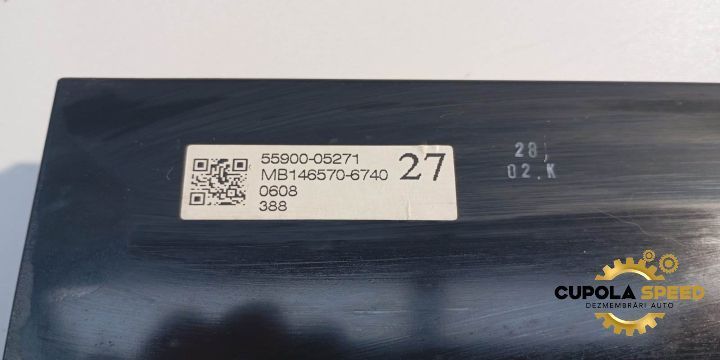 55900-05271
MB146570-6740
27
0608
388
28,
02.K
CUPOLA SPEED
DEZMEMBRĂRI AUTO